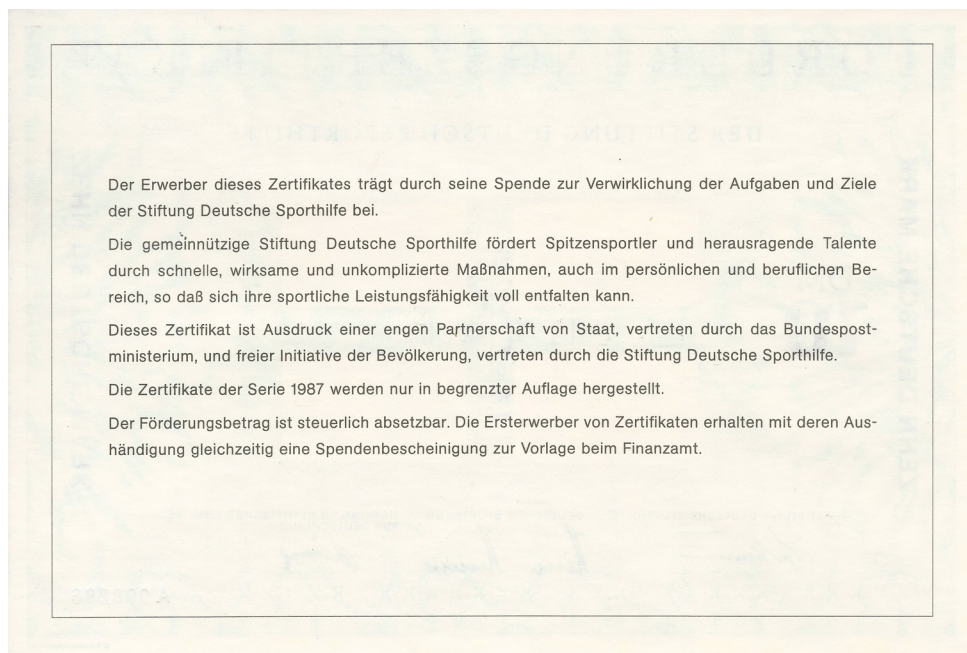 Der Erwerber dieses Zertifikates trägt durch seine Spende zur Verwirklichung der Aufgaben und Ziele
der Stiftung Deutsche Sporthilfe bei.
Die gemeinnützige Stiftung Deutsche Sporthilfe fördert Spitzensportler und herausragende Talente
durch schnelle, wirksame und unkomplizierte Maßnahmen, auch im persönlichen und beruflichen Be-
reich, so daß sich ihre sportliche Leistungsfähigkeit voll entfalten kann.
Dieses Zertifikat ist Ausdruck einer engen Partnerschaft von Staat, vertreten durch das Bundespost-
ministerium, und freier Initiative der Bevölkerung, vertreten durch die Stiftung Deutsche Sporthilfe.
Die Zertifikate der Serie 1987 werden nur in begrenzter Auflage hergestellt.
Der Förderungsbetrag ist steuerlich absetzbar. Die Ersterwerber von Zertifikaten erhalten mit deren Aus-
händigung gleichzeitig eine Spendenbescheinigung zur Vorlage beim Finanzamt.